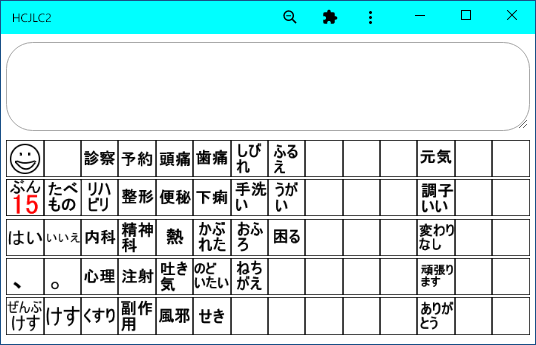 HCJLC2
診察 予約 頭痛 歯痛 しびれ ふるえ 元気
ぶん15 たべもの リハビリ 整形 便秘 下痢 手洗い うがい 調子いい
はい いいえ 内科 精神科 熱 かぶれた おふろ 困る 変わりなし
、 。 心理 注射 吐き気 のどいたい ねちがえ 頑張ります
ぜんぶけす けす くすり 副作用 風邪 せき ありがとう